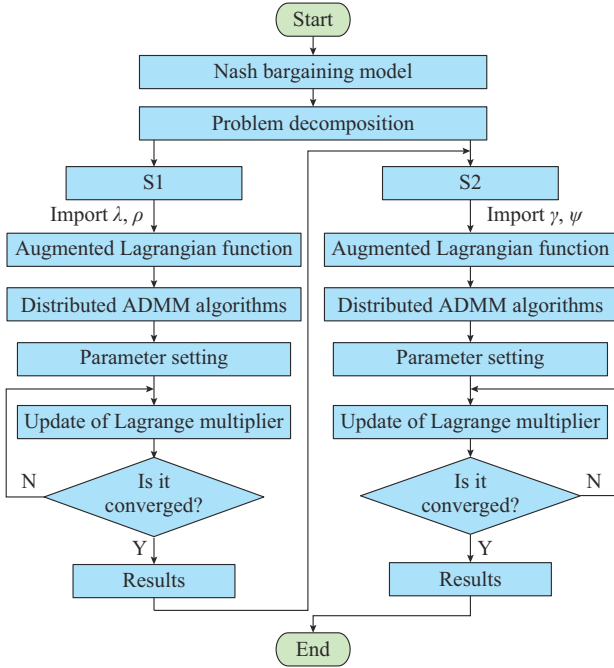 Start
Nash bargaining model
Problem decomposition
S1
Import λ, ρ
Augmented Lagrangian function
Distributed ADMM algorithms
Parameter setting
Update of Lagrange multiplier
Is it
converged?
N
Y
Results
S2
Import γ, ψ
Augmented Lagrangian function
Distributed ADMM algorithms
Parameter setting
Update of Lagrange multiplier
Is it
converged?
N
Y
Results
End